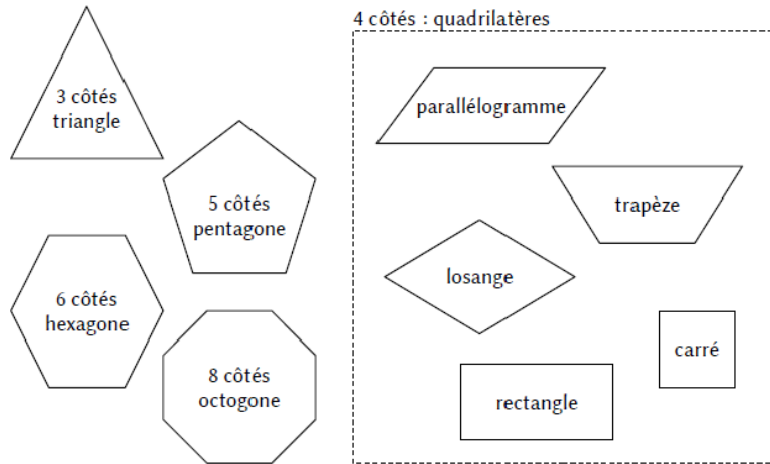 3 côtés
triangle
5 côtés
pentagone
6 côtés
hexagone
8 côtés
octogone
4 côtés : quadrilatères
parallélogramme
trapèze
losange
carré
rectangle